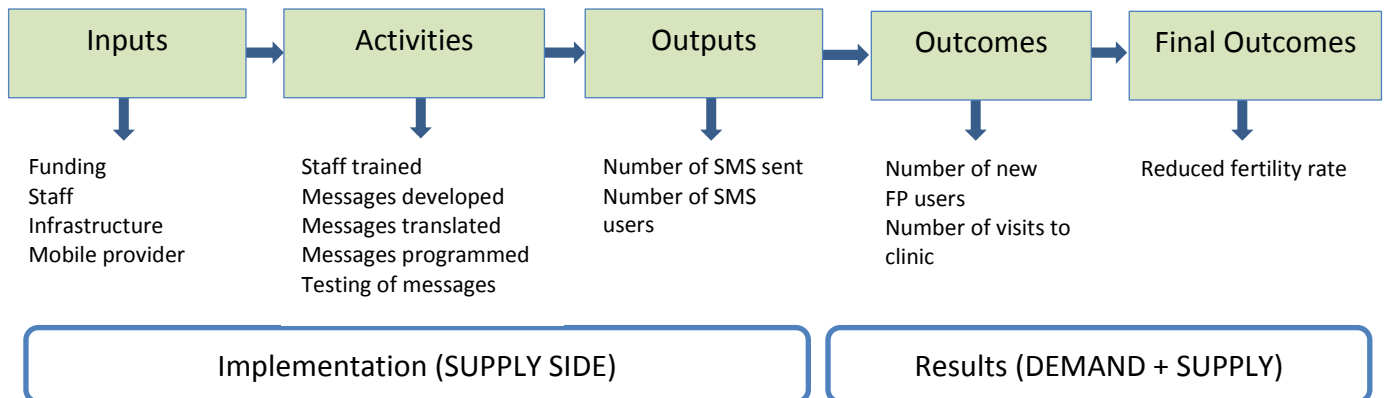 Inputs
Activities
Outputs
Outcomes
Final Outcomes
Funding
Staff
Infrastructure
Mobile provider
Staff trained
Messages developed
Messages translated
Messages programmed
Testing of messages
Number of SMS sent
Number of SMS
users
Number of new
FP users
Number of visits to
clinic
Reduced fertility rate
Implementation (SUPPLY SIDE)
Results (DEMAND + SUPPLY)